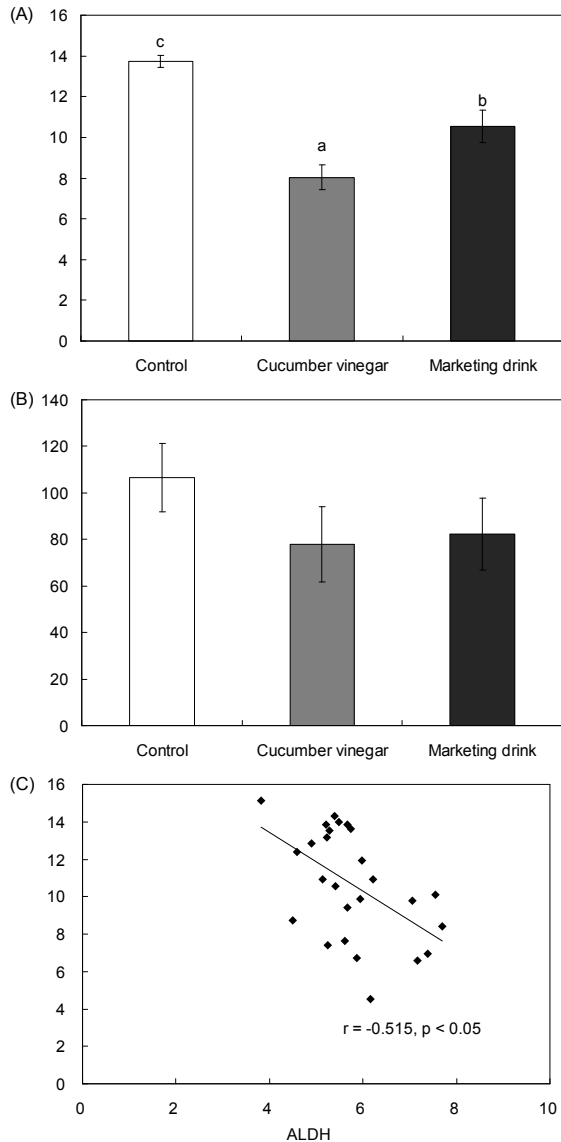 (A)
16
14
12
10
8
6
4
2
0
c
a
b
Control Cucumber vinegar Marketing drink
(B)
140
120
100
80
60
40
20
0
Control Cucumber vinegar Marketing drink
(C)
16
14
12
10
8
6
4
2
0
r = -0.515, p < 0.05
0 2 4 6 8 10
ALDH